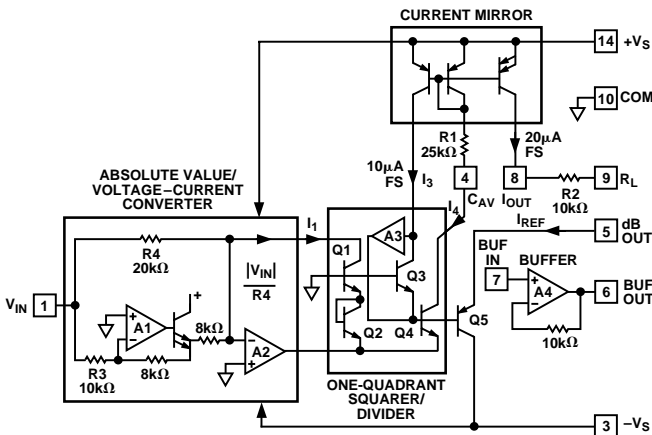 CURRENT MIRROR
14 +VS
10 COM
R1
25kΩ
20µA
FS
10µA
FS
I3
4
CAV
8
IOUT
R2
10kΩ
9 RL
ABSOLUTE VALUE/
VOLTAGE–CURRENT
CONVERTER
I4
IREF
5 dB
OUT
I1
R4
20kΩ
|VIN|
R4
Q1
A3
Q3
BUF
IN
7
BUFFER
A4
6 BUF
OUT
10kΩ
VIN 1
+
+
–
A1
8kΩ
–
+
A2
R3
10kΩ
8kΩ
Q2
Q4
Q5
+
–
ONE-QUADRANT
SQUARER/
DIVIDER
3 –VS